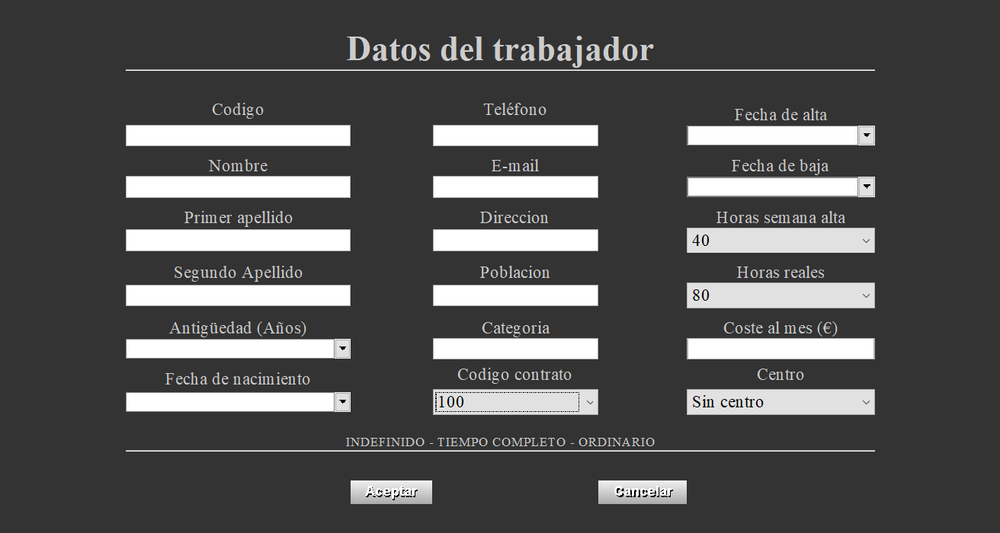 Datos del trabajador
Codigo
Teléfono
Fecha de alta
Nombre
E-mail
Fecha de baja
Primer apellido
Direccion
Horas semana alta
40
Segundo Apellido
Poblacion
Horas reales
80
Antigüedad (Años)
Categoria
Coste al mes (€)
Fecha de nacimiento
Codigo contrato
Centro
100
Sin centro
INDEFINIDO - TIEMPO COMPLETO - ORDINARIO
Aceptar
Cancelar